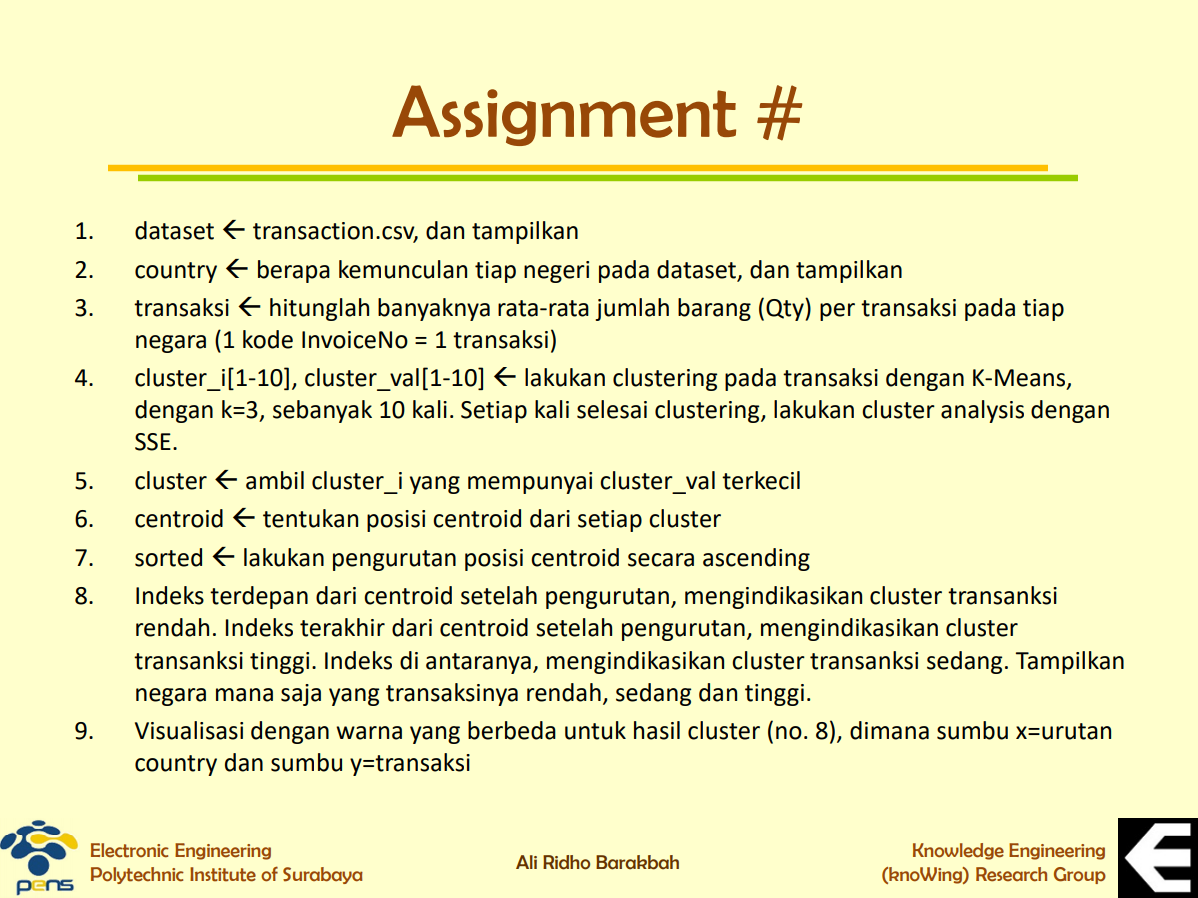 Assignment #
1. dataset ← transaction.csv, dan tampilkan
2. country ← berapa kemunculan tiap negeri pada dataset, dan tampilkan
3. transaksi ← hitunglah banyaknya rata-rata jumlah barang (Qty) per transaksi pada tiap
negara (1 kode InvoiceNo = 1 transaksi)
4. cluster_i[1-10], cluster_val[1-10] ← lakukan clustering pada transaksi dengan K-Means,
dengan k=3, sebanyak 10 kali. Setiap kali selesai clustering, lakukan cluster analysis dengan
SSE.
5. cluster ← ambil cluster_i yang mempunyai cluster_val terkecil
6. centroid ← tentukan posisi centroid dari setiap cluster
7. sorted ← lakukan pengurutan posisi centroid secara ascending
8. Indeks terdepan dari centroid setelah pengurutan, mengindikasikan cluster transanksi
rendah. Indeks terakhir dari centroid setelah pengurutan, mengindikasikan cluster
transanksi tinggi. Indeks di antaranya, mengindikasikan cluster transanksi sedang. Tampilkan
negara mana saja yang transaksinya rendah, sedang dan tinggi.
9. Visualisasi dengan warna yang berbeda untuk hasil cluster (no. 8), dimana sumbu x=urutan
country dan sumbu y=transaksi
pens
Electronic Engineering
Polytechnic Institute of Surabaya
Ali Ridho Barakbah
Knowledge Engineering
(knoWing) Research Group